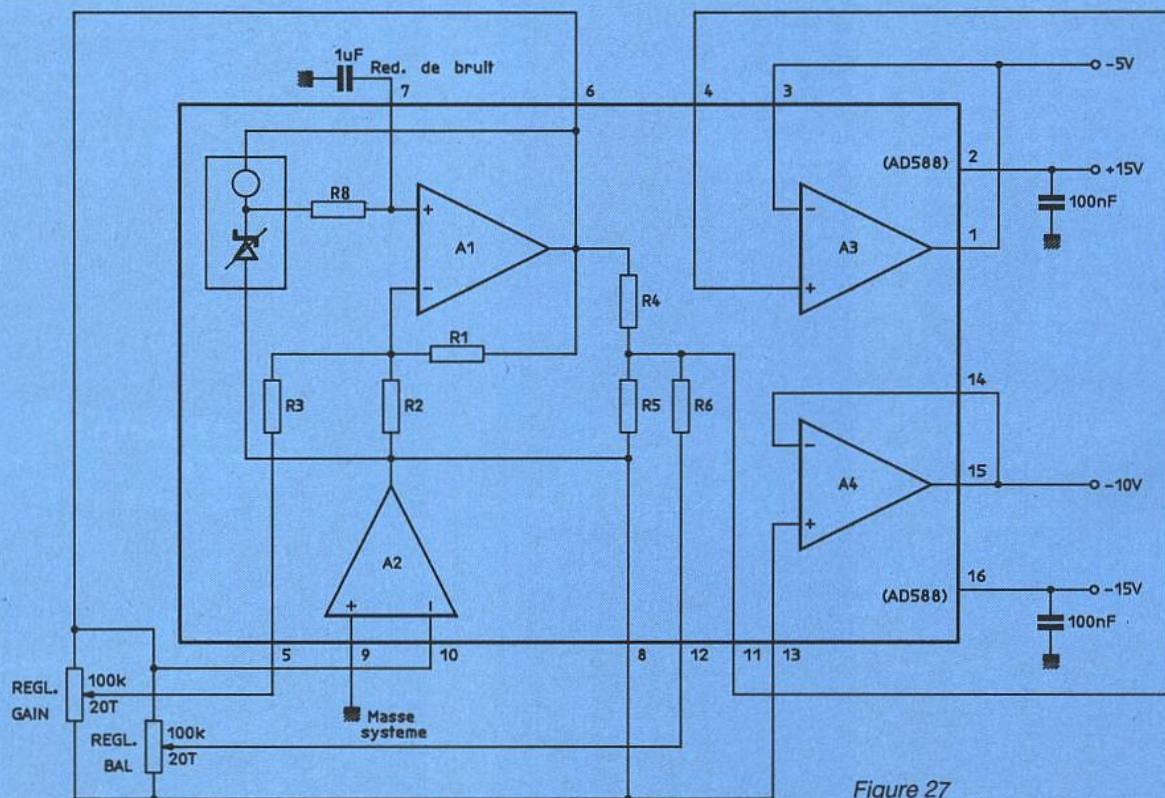 1uF
Red. de bruit
7
6
4
3
-5V
(AD588)
2
+15V
100nF
R8
+
A1
-
-
A3
+
1
R4
R1
R3
R2
R5
R6
14
-
A4
+
15
-10V
A2
+
-
16
-15V
(AD588)
100nF
5
9
10
8
12
11
13
REGL.
GAIN
100k
20T
Masse
systeme
REGL.
BAL
100k
20T
Figure 27